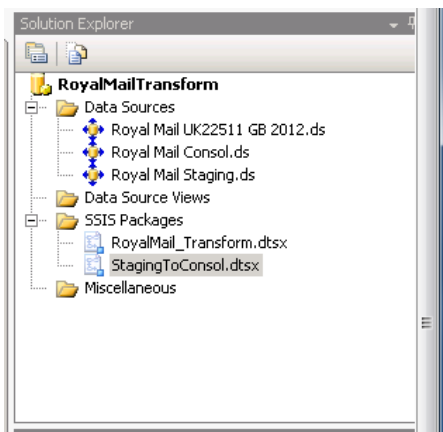 Solution Explorer
RoyalMailTransform
Data Sources
Royal Mail UK22511 GB 2012.ds
Royal Mail Consol.ds
Royal Mail Staging.ds
Data Source Views
SSIS Packages
RoyalMail_Transform.dtsx
StagingToConsol.dtsx
Miscellaneous